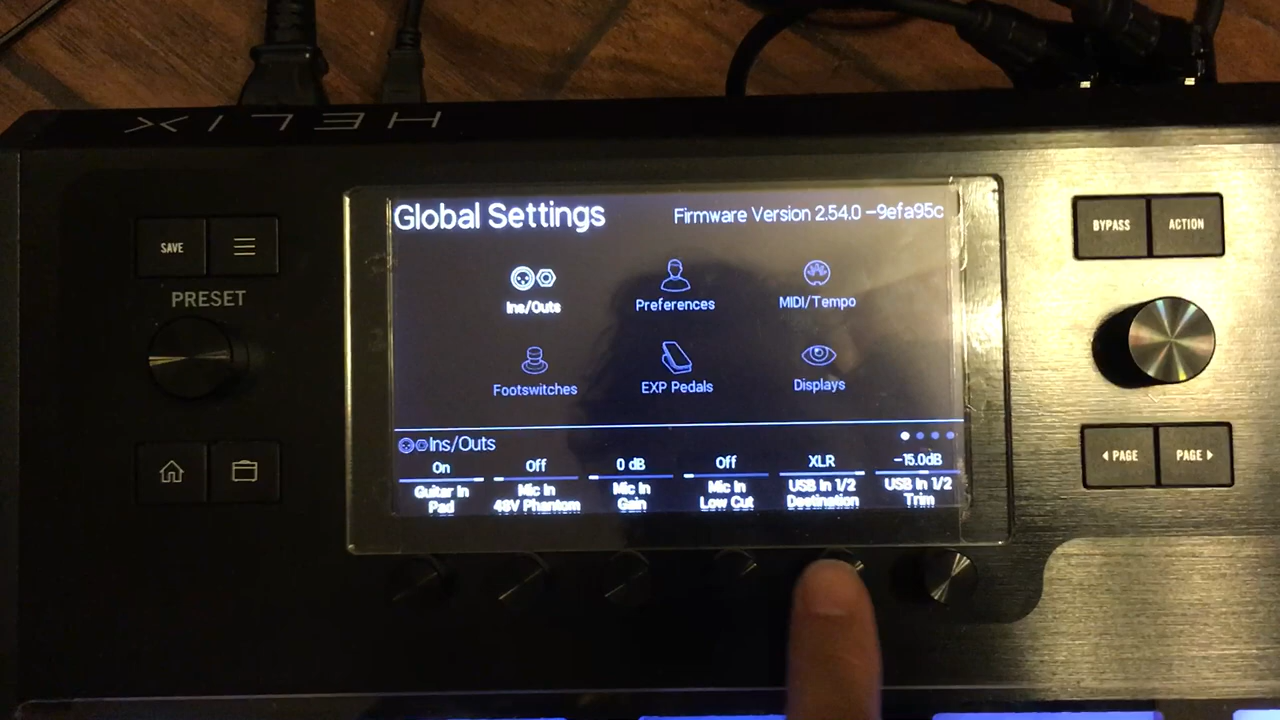 HELIX
SAVE
PRESET
BYPASS
ACTION
Global Settings
Firmware Version 2.54.0 -9efa95c
Ins/Outs
Preferences
MIDI/Tempo
Footswitches
EXP Pedals
Displays
Ins/Outs
On
Off
0 dB
Off
XLR
-15.0dB
Guitar In
Pad
Mic In
48V Phantom
Mic In
Gain
Mic In
Low Cut
USB In 1/2
Destination
USB In 1/2
Trim
PAGE
PAGE